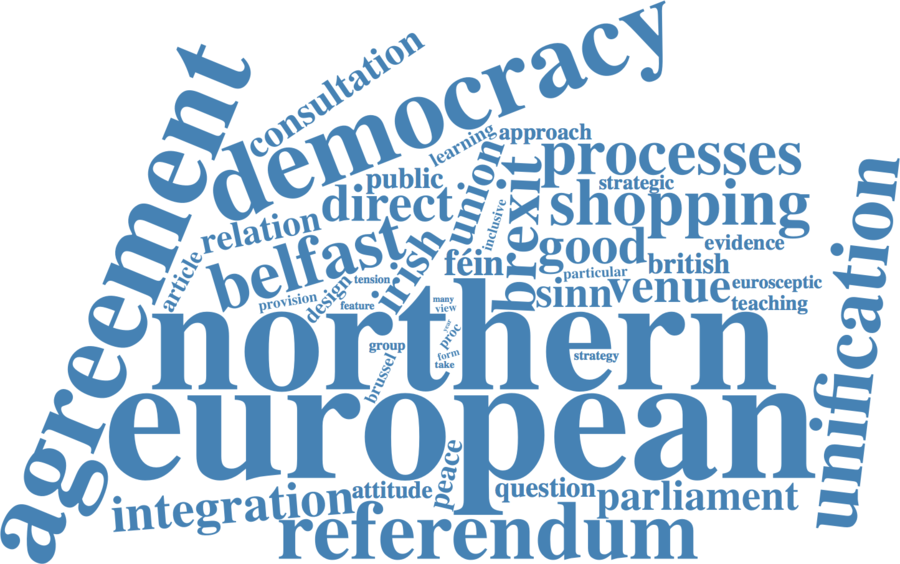 consultation
democracy
agreement
learning
approach
processes
public
strategic
direct
union
inclusive
brexit
shopping
unification
relation
belfast
irish
good
evidence
article
féin
particular
british
tension
design
provision
feature
sinn
venue
eurosceptic
teaching
many
view
northern
year
proc
group
form
take
strategy
brussel
european
peace
attitude
question
integration
parliament
referendum